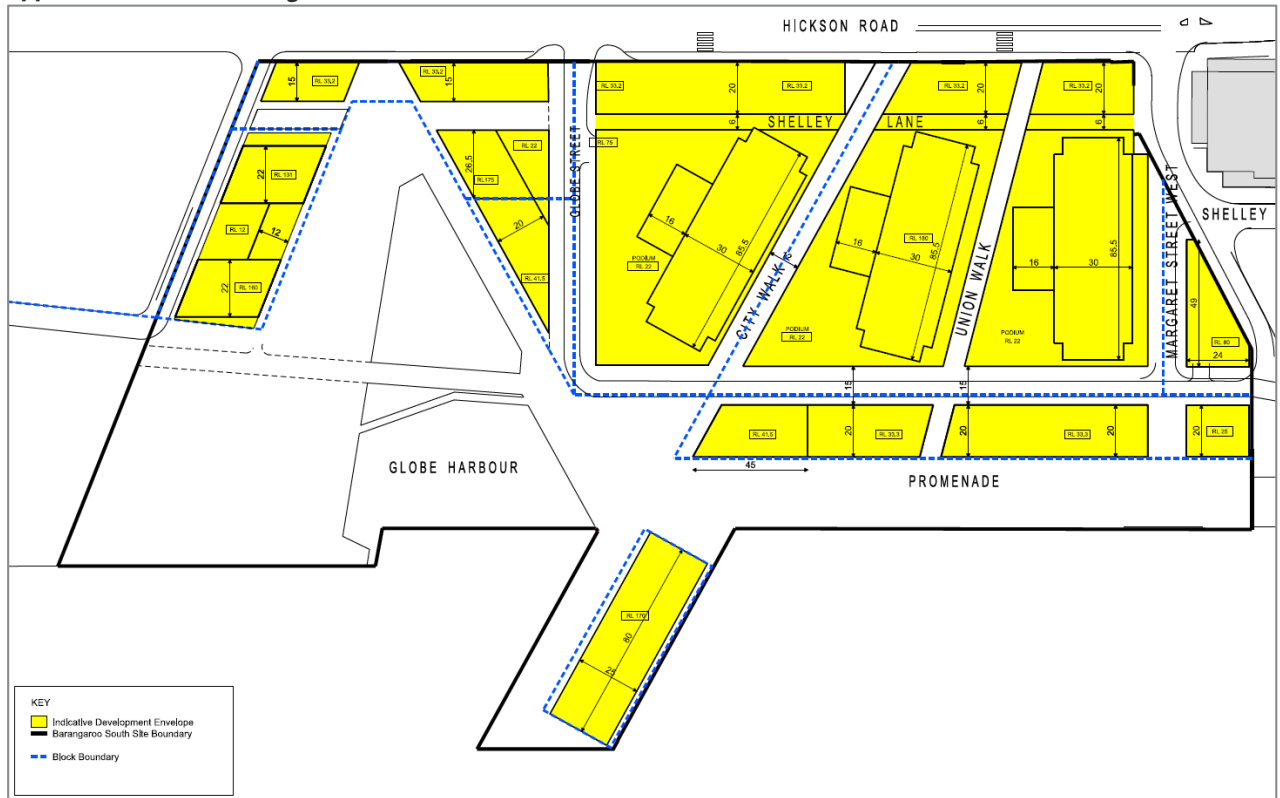 HICKSON ROAD
RL 33.2
15
RL 33.2
15
RL 33.2
20
RL 33.2
RL 33.2
20
RL 33.2
20
6
SHELLEY LANE
6
6
GLOBE STREET
RL 75
RL 22
26.5
RL175
20
RL 41.5
RL 131
22
RL 12
12
22
RL 160
16
30
85.5
PODIUM
RL 22
CITY WALK
16
RL 180
30
85.5
PODIUM
RL 22
UNION WALK
16
30
85.5
PODIUM
RL 22
MARGARET STREET WEST
SHELLEY
49
RL 80
24
15
15
RL 41.5
20
RL 33.3
20
RL 33.3
20
20
RL 25
45
GLOBE HARBOUR
PROMENADE
RL 170
80
25
KEY
Indicative Development Envelope
Barangaroo South Site Boundary
Block Boundary